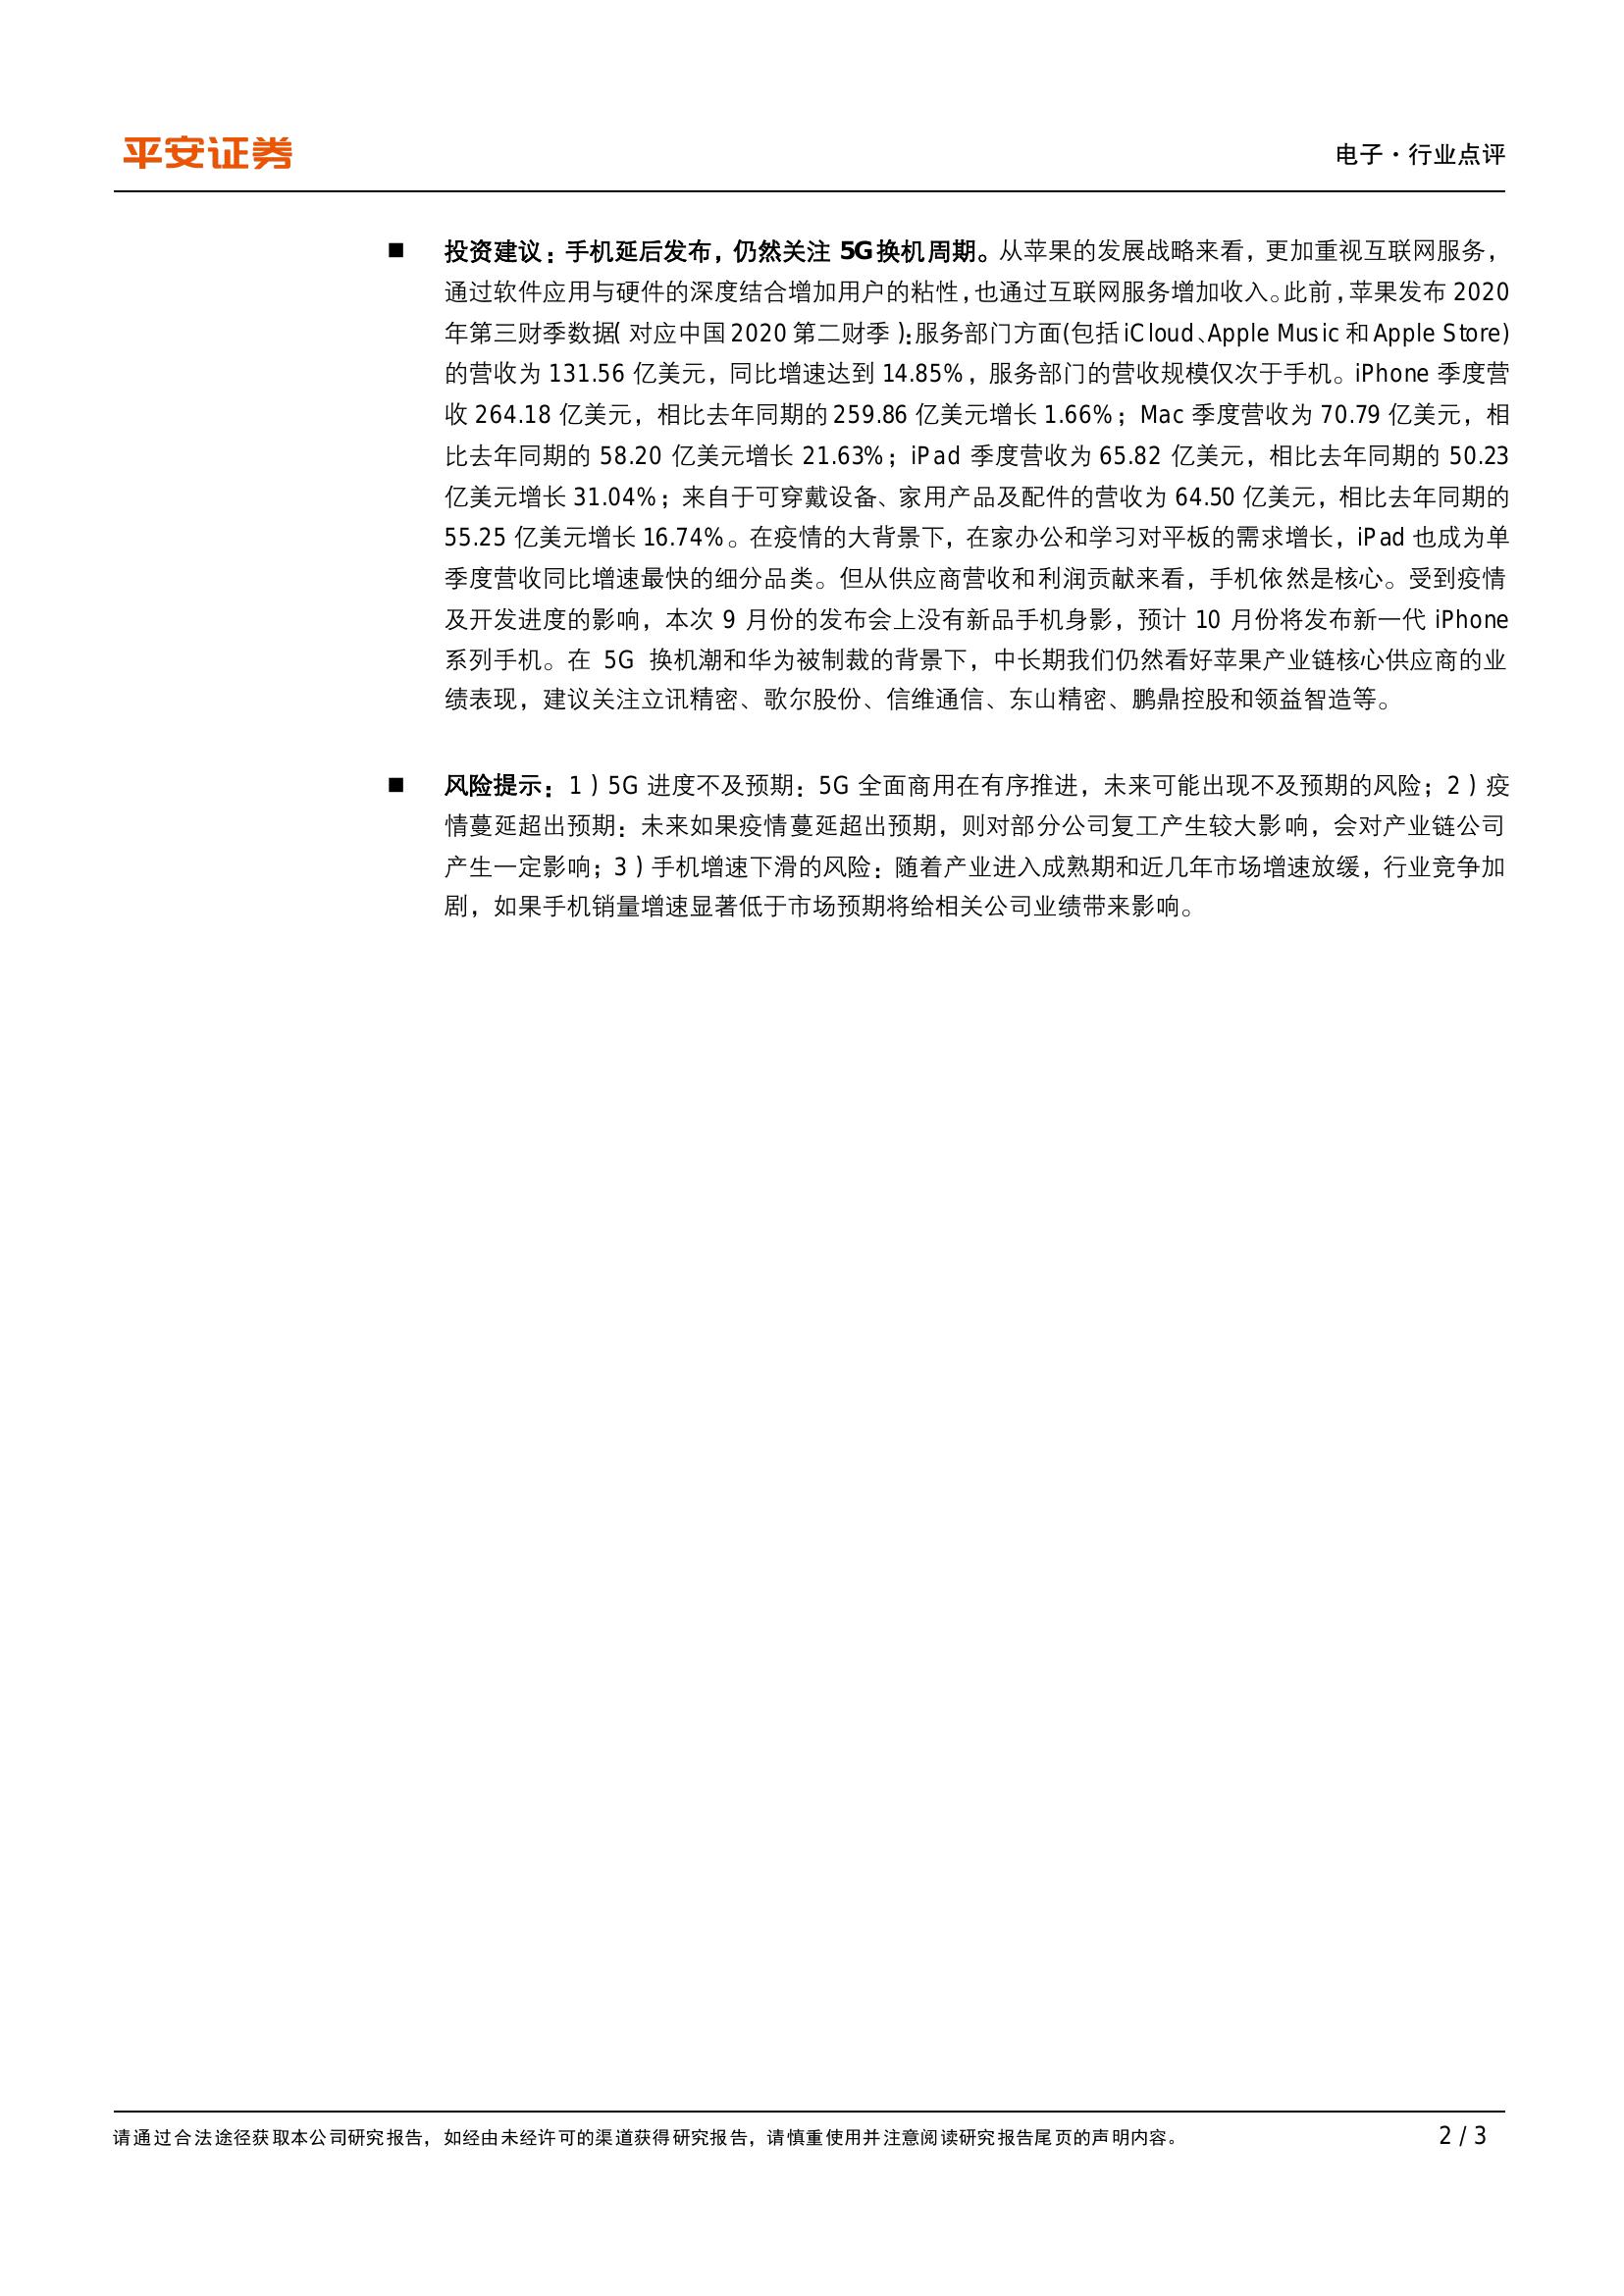 平安证券
电子·行业点评
■ 投资建议：手机延后发布，仍然关注 5G 换机周期。从苹果的发展战略来看，更加重视互联网服务，
通过软件应用与硬件的深度结合增加用户的粘性，也通过互联网服务增加收入。此前，苹果发布 2020
年第三财季数据（对应中国 2020 第二财季）：服务部门方面(包括 iCloud、Apple Music 和 Apple Store)
的营收为 131.56 亿美元，同比增速达到 14.85%，服务部门的营收规模仅次于手机。iPhone 季度营
收 264.18 亿美元，相比去年同期的 259.86 亿美元增长 1.66%；Mac 季度营收为 70.79 亿美元，相
比去年同期的 58.20 亿美元增长 21.63%；iPad 季度营收为 65.82 亿美元，相比去年同期的 50.23
亿美元增长 31.04%；来自于可穿戴设备、家用产品及配件的营收为 64.50 亿美元，相比去年同期的
55.25 亿美元增长 16.74%。在疫情的大背景下，在家办公和学习对平板的需求增长，iPad 也成为单
季度营收同比增速最快的细分品类。但从供应商营收和利润贡献来看，手机依然是核心。受到疫情
及开发进度的影响，本次 9 月份的发布会上没有新品手机身影，预计 10 月份将发布新一代 iPhone
系列手机。在 5G 换机潮和华为被制裁的背景下，中长期我们仍然看好苹果产业链核心供应商的业
绩表现，建议关注立讯精密、歌尔股份、信维通信、东山精密、鹏鼎控股和领益智造等。
■ 风险提示：1）5G 进度不及预期：5G 全面商用在有序推进，未来可能出现不及预期的风险；2）疫
情蔓延超出预期：未来如果疫情蔓延超出预期，则对部分公司复工产生较大影响，会对产业链公司
产生一定影响；3）手机增速下滑的风险：随着产业进入成熟期和近几年市场增速放缓，行业竞争加
剧，如果手机销量增速显著低于市场预期将给相关公司业绩带来影响。
请通过合法途径获取本公司研究报告，如经由未经许可的渠道获得研究报告，请慎重使用并注意阅读研究报告尾页的声明内容。
2 / 3